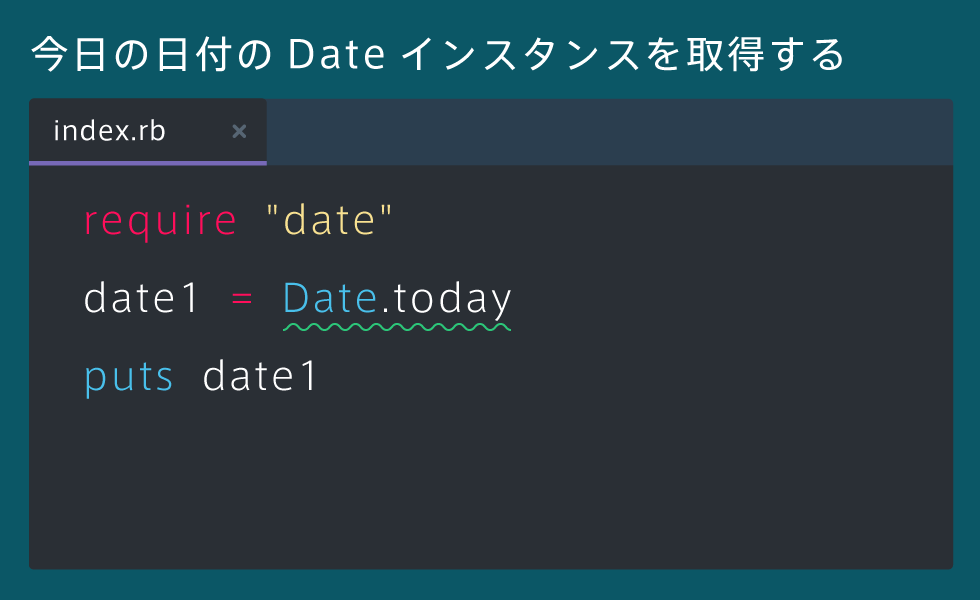 今日の日付の Date インスタンスを取得する
index.rb ×
require "date"
date1 = Date.today
puts date1